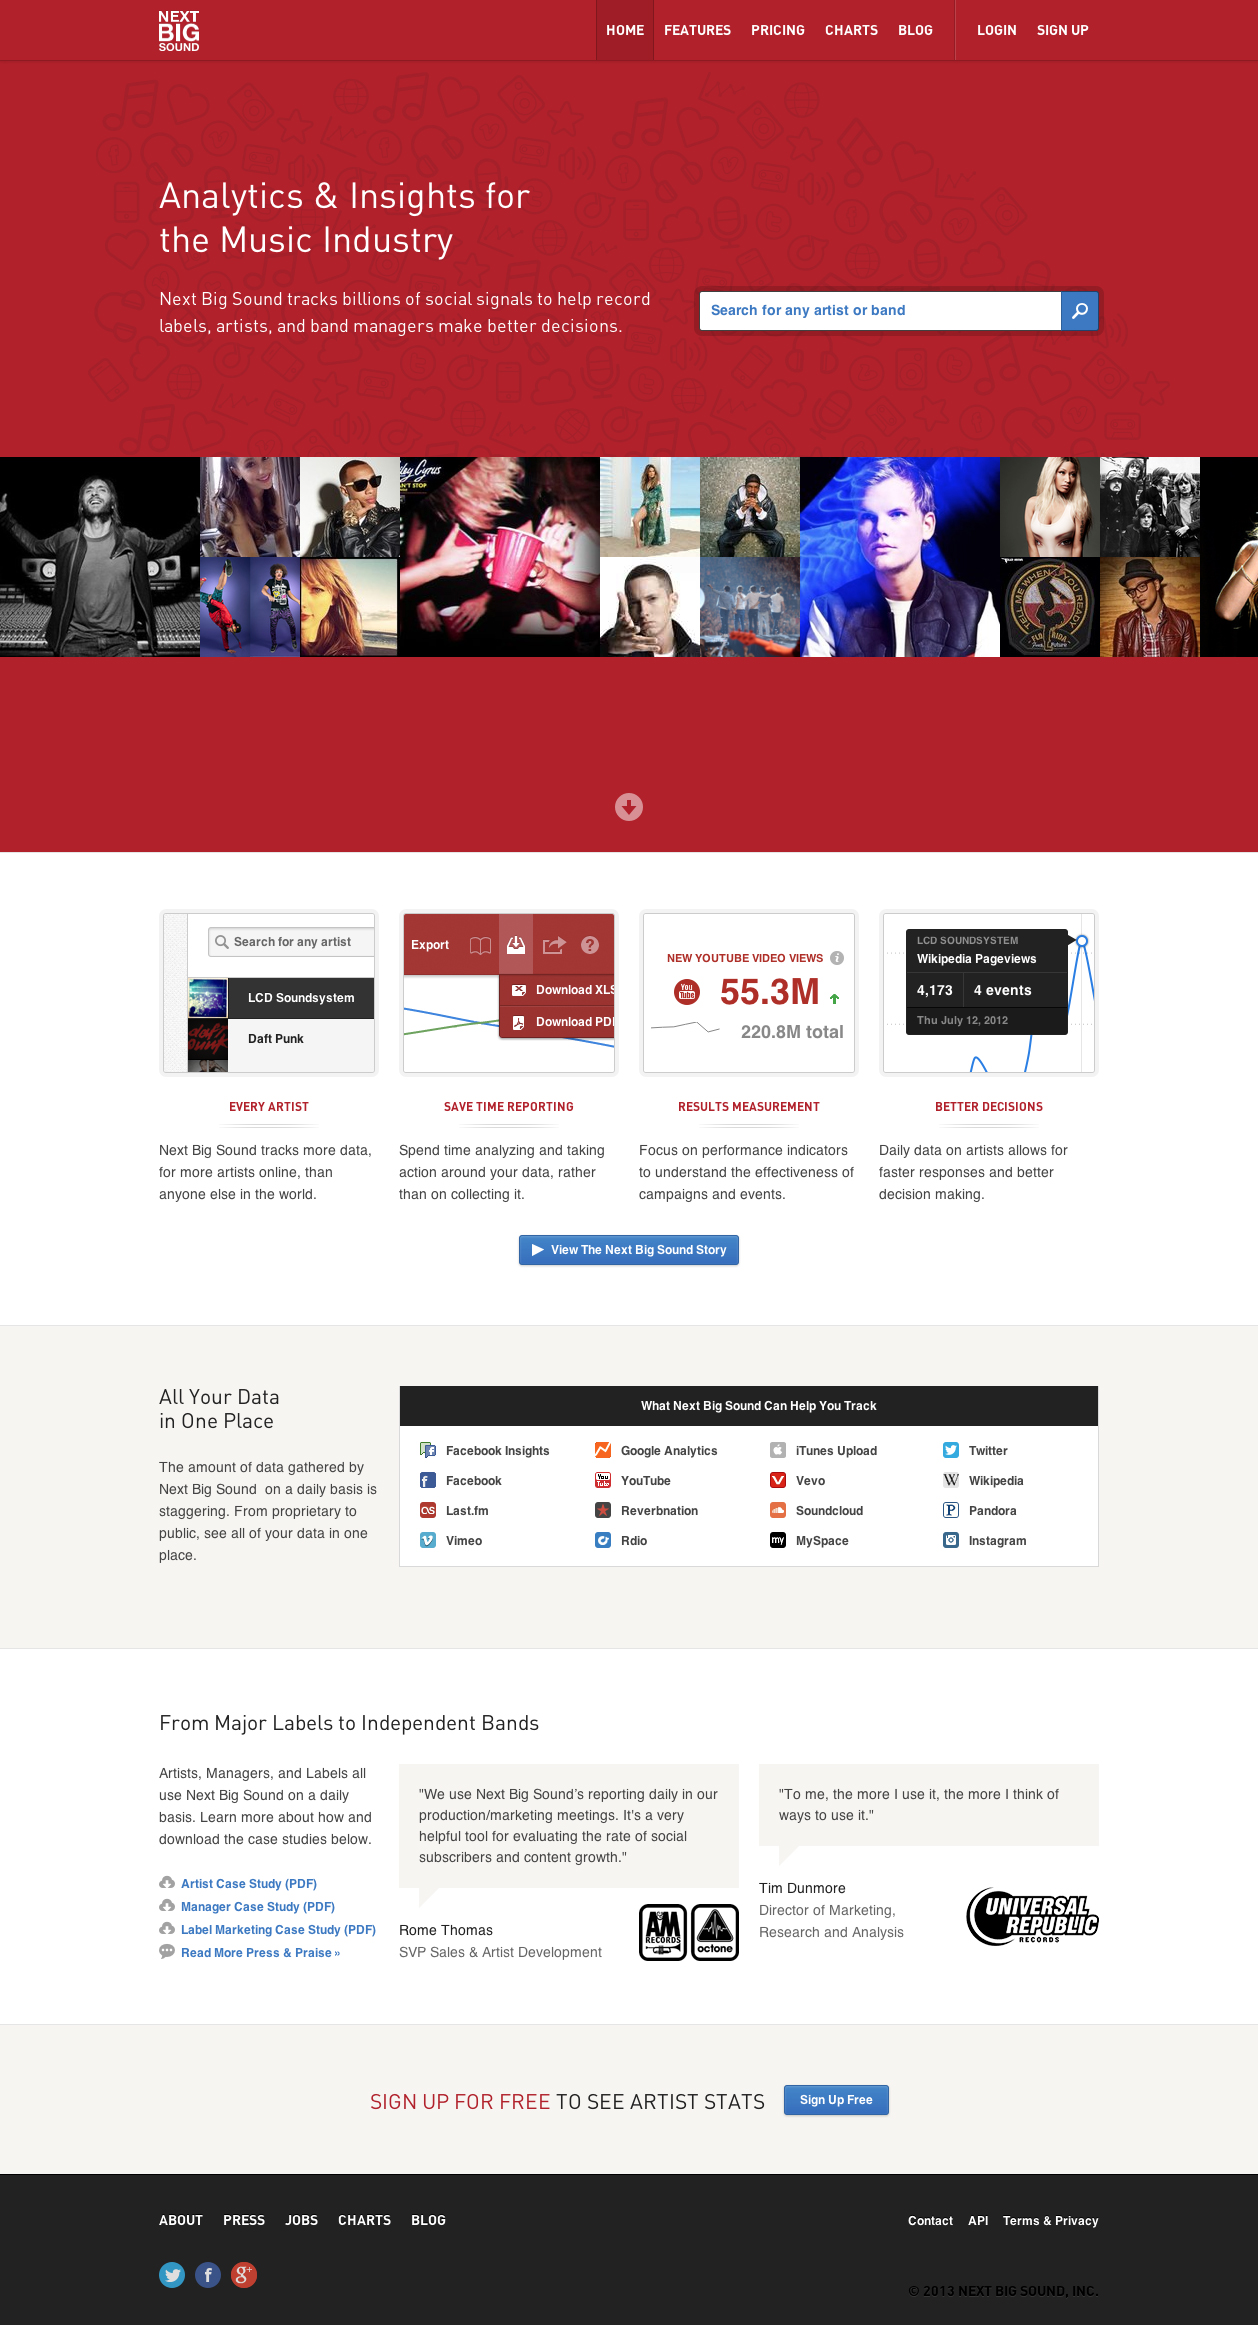 NEXT
BIG
SOUND
HOME FEATURES PRICING CHARTS BLOG LOGIN SIGN UP
Analytics & Insights for
the Music Industry
Next Big Sound tracks billions of social signals to help record
labels, artists, and band managers make better decisions.
Search for any artist or band
ley Cyrus
AN'T STOP
TELL ME WHEN YOU READY
FLO RIDA
Future
Search for any artist
LCD Soundsystem
daft
punk
Daft Punk
Export
Download XLS
Download PDF
NEW YOUTUBE VIDEO VIEWS
You
Tube
55.3M
220.8M total
LCD SOUNDSYSTEM
Wikipedia Pageviews
4,173 4 events
Thu July 12, 2012
EVERY ARTIST
Next Big Sound tracks more data,
for more artists online, than
anyone else in the world.
SAVE TIME REPORTING
Spend time analyzing and taking
action around your data, rather
than on collecting it.
RESULTS MEASUREMENT
Focus on performance indicators
to understand the effectiveness of
campaigns and events.
BETTER DECISIONS
Daily data on artists allows for
faster responses and better
decision making.
View The Next Big Sound Story
All Your Data
in One Place
The amount of data gathered by
Next Big Sound on a daily basis is
staggering. From proprietary to
public, see all of your data in one
place.
What Next Big Sound Can Help You Track
Facebook Insights Google Analytics iTunes Upload Twitter
Facebook YouTube Vevo Wikipedia
Last.fm Reverbnation Soundcloud Pandora
Vimeo Rdio MySpace Instagram
From Major Labels to Independent Bands
Artists, Managers, and Labels all
use Next Big Sound on a daily
basis. Learn more about how and
download the case studies below.
Artist Case Study (PDF)
Manager Case Study (PDF)
Label Marketing Case Study (PDF)
Read More Press & Praise »
"We use Next Big Sound's reporting daily in our
production/marketing meetings. It's a very
helpful tool for evaluating the rate of social
subscribers and content growth."
Rome Thomas
SVP Sales & Artist Development
A&M
RECORDS
octone
"To me, the more I use it, the more I think of
ways to use it."
Tim Dunmore
Director of Marketing,
Research and Analysis
UNIVERSAL
REPUBLIC
RECORDS
SIGN UP FOR FREE TO SEE ARTIST STATS
Sign Up Free
ABOUT PRESS JOBS CHARTS BLOG
Contact API Terms & Privacy
© 2013 NEXT BIG SOUND, INC.